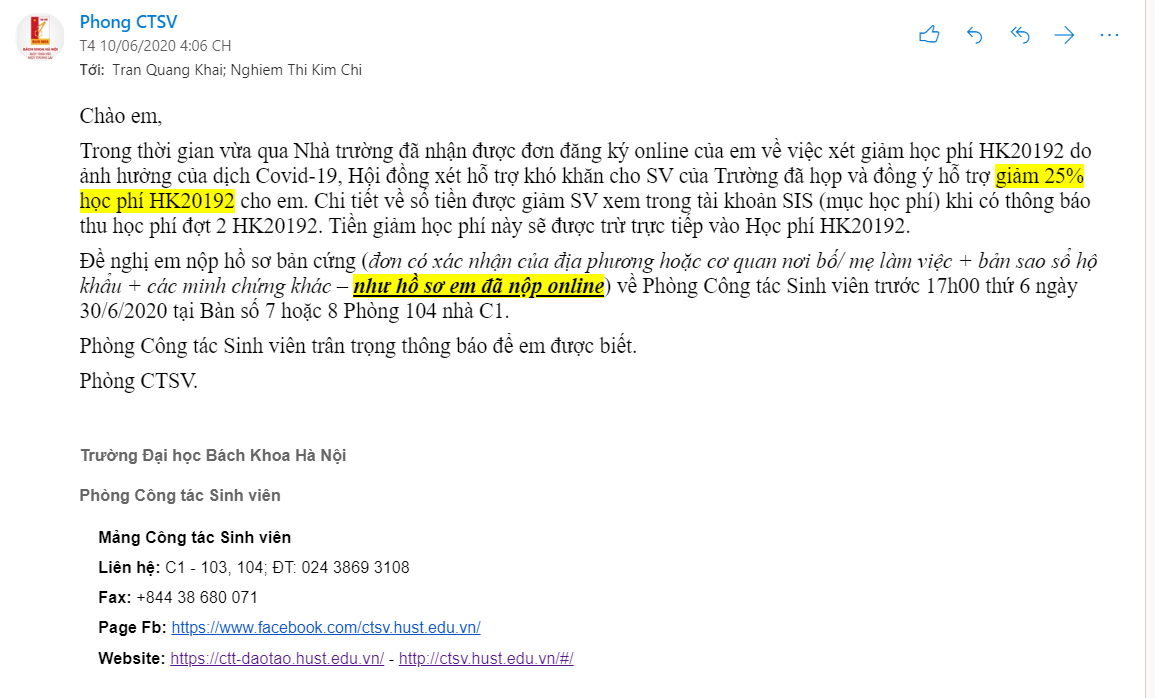 Phong CTSV
T4 10/06/2020 4:06 CH
Tới: Tran Quang Khai; Nghiem Thi Kim Chi
Chào em,
Trong thời gian vừa qua Nhà trường đã nhận được đơn đăng ký online của em về việc xét giảm học phí HK20192 do
ảnh hưởng của dịch Covid-19, Hội đồng xét hỗ trợ khó khăn cho SV của Trường đã họp và đồng ý hỗ trợ giảm 25%
học phí HK20192 cho em. Chi tiết về số tiền được giảm SV xem trong tài khoản SIS (mục học phí) khi có thông báo
thu học phí đợt 2 HK20192. Tiền giảm học phí này sẽ được trừ trực tiếp vào Học phí HK20192.
Đề nghị em nộp hồ sơ bản cứng (đơn có xác nhận của địa phương hoặc cơ quan nơi bố/ mẹ làm việc + bản sao sổ hộ
khẩu + các minh chứng khác – như hồ sơ em đã nộp online) về Phòng Công tác Sinh viên trước 17h00 thứ 6 ngày
30/6/2020 tại Bàn số 7 hoặc 8 Phòng 104 nhà C1.
Phòng Công tác Sinh viên trân trọng thông báo để em được biết.
Phòng CTSV.
Trường Đại học Bách Khoa Hà Nội
Phòng Công tác Sinh viên
Mảng Công tác Sinh viên
Liên hệ: C1 - 103, 104; ĐT: 024 3869 3108
Fax: +844 38 680 071
Page Fb: https://www.facebook.com/ctsv.hust.edu.vn/
Website: https://ctt-daotao.hust.edu.vn/ - http://ctsv.hust.edu.vn/#/